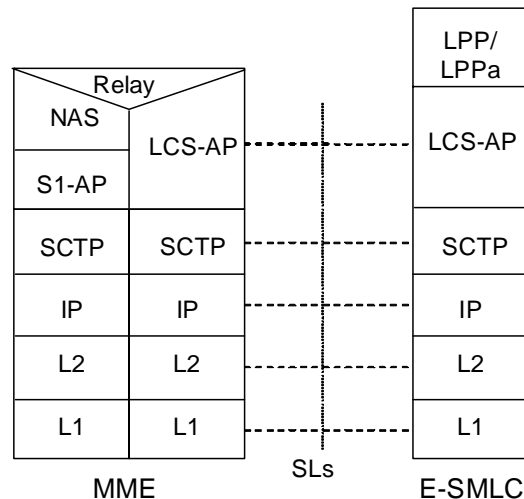 LPP/
LPPa
Relay
NAS
LCS-AP
LCS-AP
S1-AP
SCTP
SCTP
SCTP
IP
IP
IP
L2
L2
L2
L1
L1
L1
SLs
MME
E-SMLC